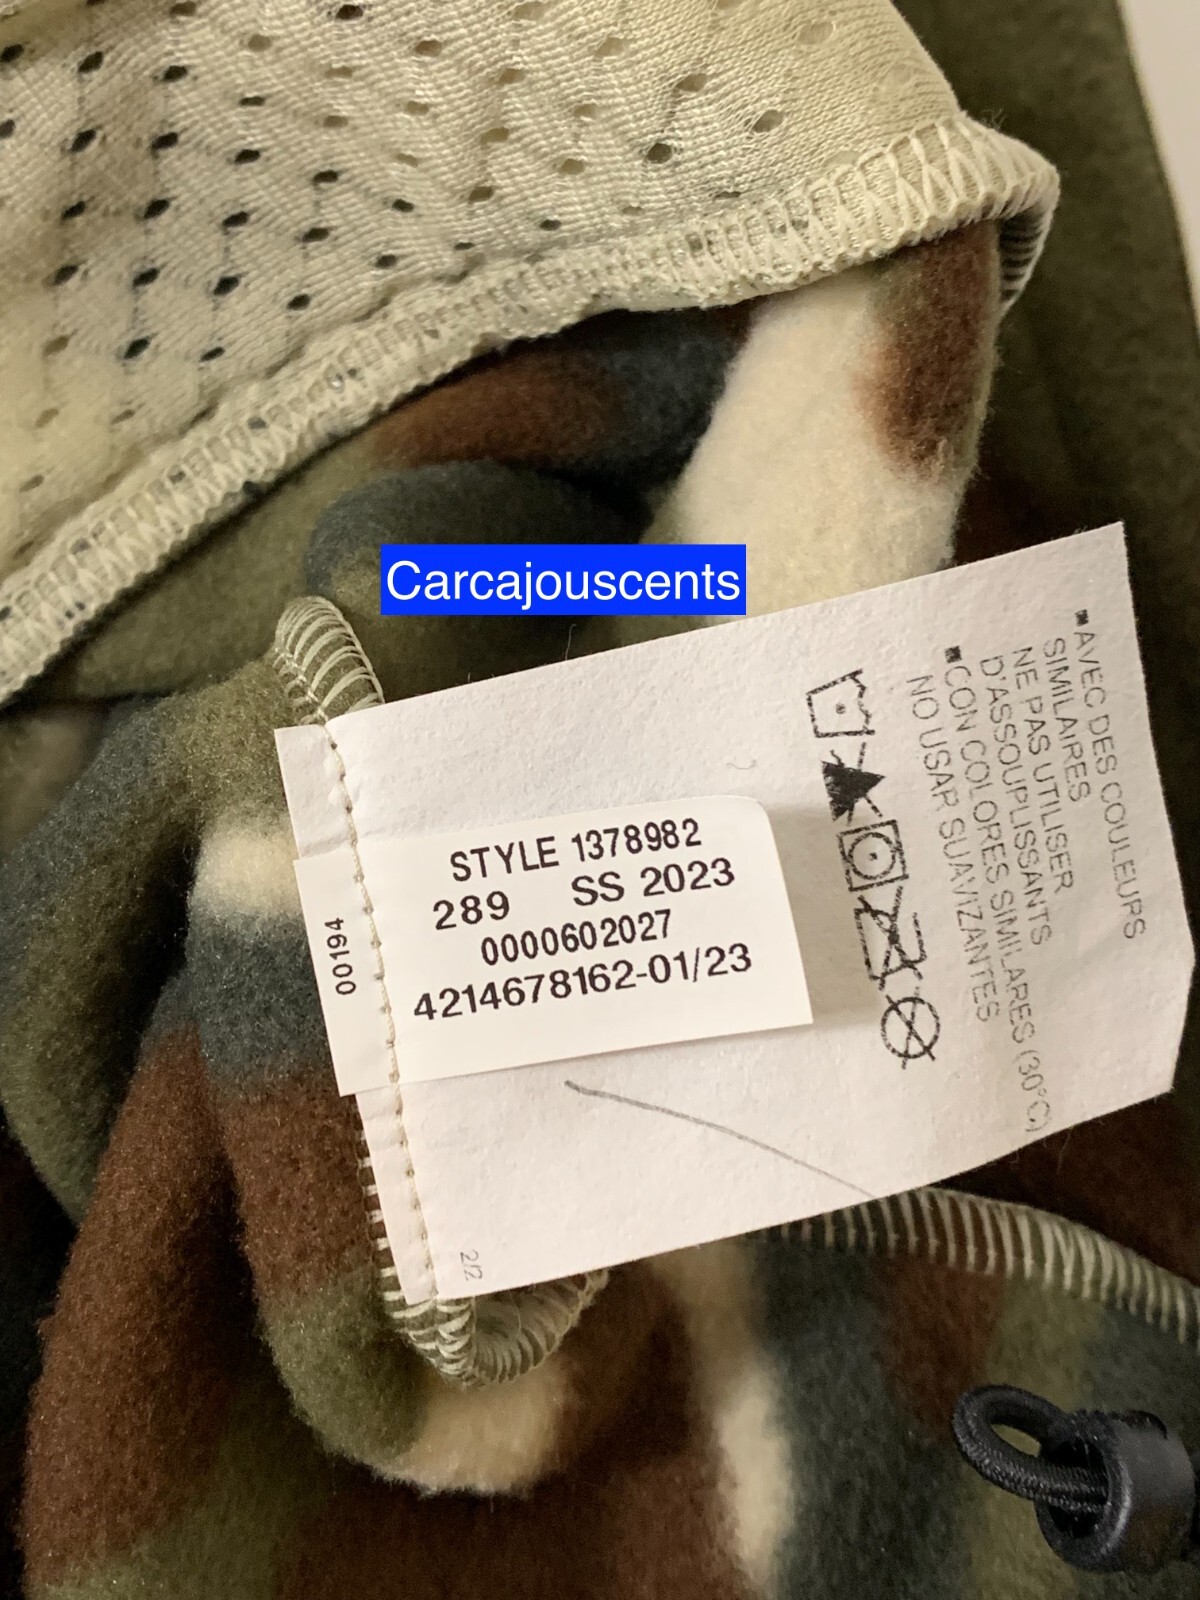 Carcajouscents
STYLE 1378982
289 SS 2023
0000602027
4214678162-01/23
00194
▪AVEC DES COULEURS
SIMILAIRES
NE PAS UTILISER
D'ASSOUPLISSANTS
▪CON COLORES SIMILARES (30°C)
NO USAR SUAVIZANTES
2/2